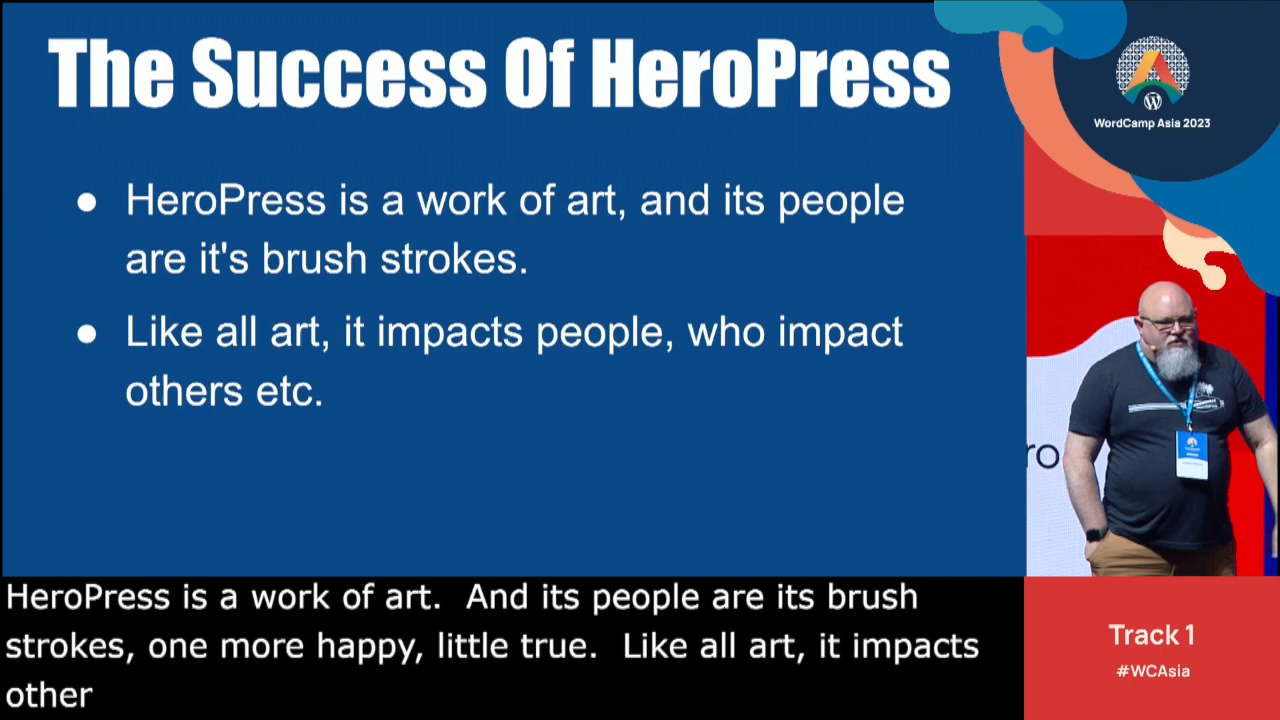 The Success Of HeroPress
● HeroPress is a work of art, and its people
are it's brush strokes.
● Like all art, it impacts people, who impact
others etc.
WordCamp Asia 2023
ro
HeroPress is a work of art.  And its people are its brush
strokes, one more happy, little true.  Like all art, it impacts
other
Track 1
#WCAsia